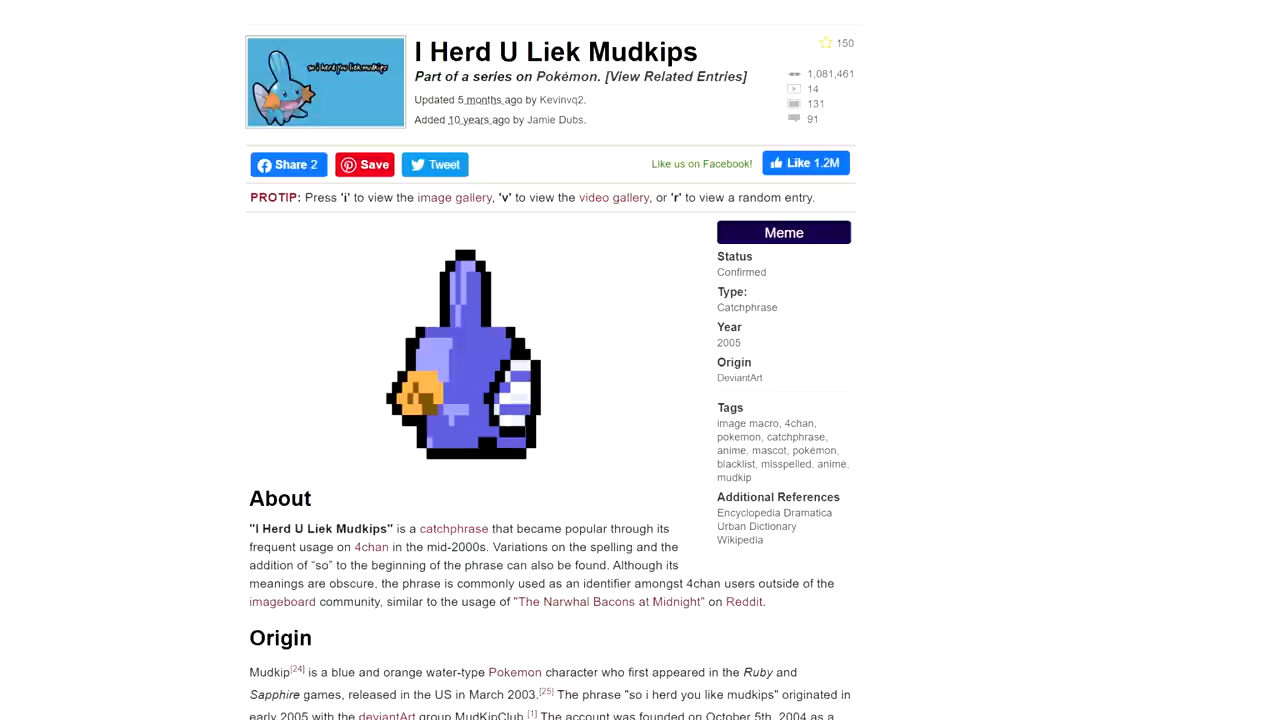 so i herd you liek mudkips
I Herd U Liek Mudkips
Part of a series on Pokémon. [View Related Entries]
Updated 5 months ago by Kevinvq2.
Added 10 years ago by Jamie Dubs.
150
1,081,461
14
131
91
Share 2
Save
Tweet
Like us on Facebook!
Like 1.2M
PROTIP: Press 'i' to view the image gallery, 'v' to view the video gallery, or 'r' to view a random entry.
Meme
Status
Confirmed
Type:
Catchphrase
Year
2005
Origin
DeviantArt
Tags
image macro, 4chan,
pokemon, catchphrase,
anime, mascot, pokémon,
blacklist, misspelled, animé,
mudkip
Additional References
Encyclopedia Dramatica
Urban Dictionary
Wikipedia
About
"I Herd U Liek Mudkips" is a catchphrase that became popular through its
frequent usage on 4chan in the mid-2000s. Variations on the spelling and the
addition of “so” to the beginning of the phrase can also be found. Although its
meanings are obscure, the phrase is commonly used as an identifier amongst 4chan users outside of the
imageboard community, similar to the usage of "The Narwhal Bacons at Midnight" on Reddit.
Origin
Mudkip[24] is a blue and orange water-type Pokemon character who first appeared in the Ruby and
Sapphire games, released in the US in March 2003.[25] The phrase "so i herd you like mudkips" originated in
early 2005 with the deviantArt group MudKipClub.[1] The account was founded on October 5th, 2004 as a